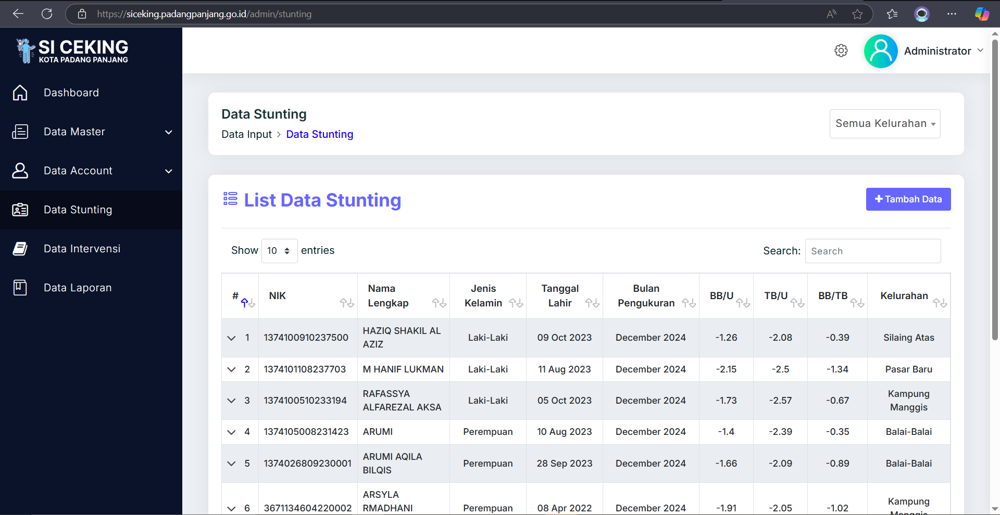 https://siceking.padangpanjang.go.id/admin/stunting
SI CEKING
KOTA PADANG PANJANG
Administrator
Dashboard
Data Master
Data Account
Data Stunting
Data Intervensi
Data Laporan
Data Stunting
Data Input > Data Stunting
Semua Kelurahan
List Data Stunting
+ Tambah Data
Show 10 entries
Search: Search
# NIK Nama Lengkap Jenis Kelamin Tanggal Lahir Bulan Pengukuran BB/U TB/U BB/TB Kelurahan
1 1374100910237500 HAZIQ SHAKIL AL AZIZ Laki-Laki 09 Oct 2023 December 2024 -1.26 -2.08 -0.39 Silaing Atas
2 1374101108237703 M HANIF LUKMAN Laki-Laki 11 Aug 2023 December 2024 -2.15 -2.5 -1.34 Pasar Baru
3 1374100510233194 RAFASSYA ALFAREZAL AKSA Laki-Laki 05 Oct 2023 December 2024 -1.73 -2.57 -0.67 Kampung Manggis
4 1374105008231423 ARUMI Perempuan 10 Aug 2023 December 2024 -1.4 -2.39 -0.35 Balai-Balai
5 1374026809230001 ARUMI AQILA BILQIS Perempuan 28 Sep 2023 December 2024 -1.66 -2.09 -0.89 Balai-Balai
6 3671134604220002 ARSYLA RMADHANI Perempuan 08 Apr 2022 December 2024 -1.91 -2.05 -1.02 Kampung